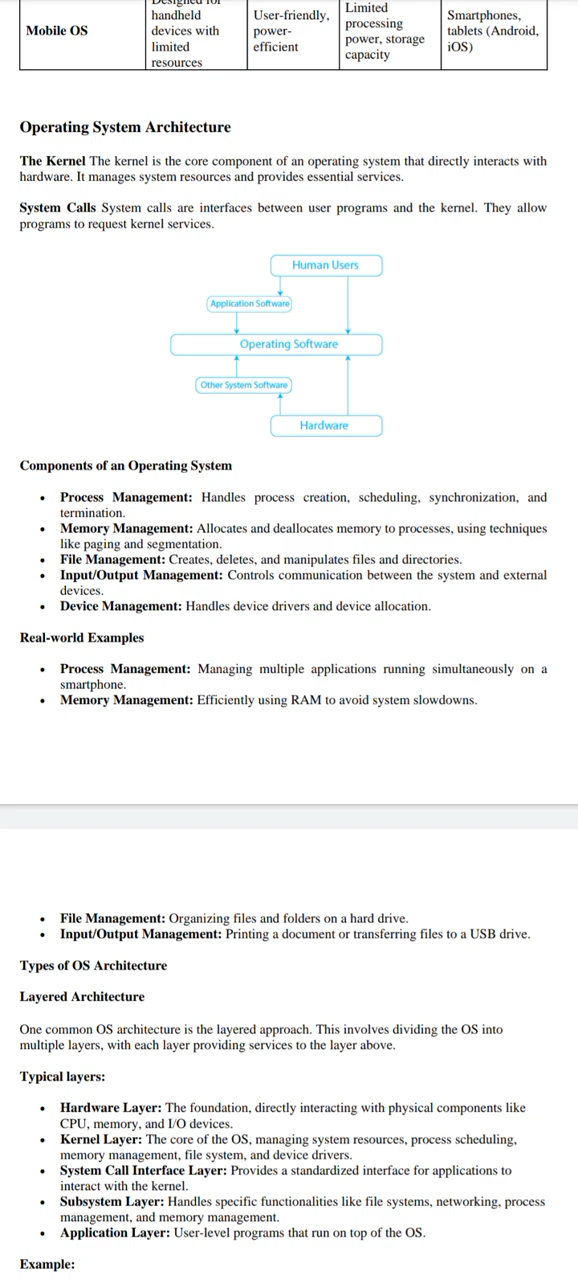 Designed for
handheld
devices with
limited
resources
Mobile OS
User-friendly,
power-
efficient
Limited
processing
power, storage
capacity
Smartphones,
tablets (Android,
iOS)
Operating System Architecture
The Kernel The kernel is the core component of an operating system that directly interacts with
hardware. It manages system resources and provides essential services.
System Calls System calls are interfaces between user programs and the kernel. They allow
programs to request kernel services.
Human Users
Application Software
Operating Software
Other System Software
Hardware
Components of an Operating System
• Process Management: Handles process creation, scheduling, synchronization, and
termination.
• Memory Management: Allocates and deallocates memory to processes, using techniques
like paging and segmentation.
• File Management: Creates, deletes, and manipulates files and directories.
• Input/Output Management: Controls communication between the system and external
devices.
• Device Management: Handles device drivers and device allocation.
Real-world Examples
• Process Management: Managing multiple applications running simultaneously on a
smartphone.
• Memory Management: Efficiently using RAM to avoid system slowdowns.
• File Management: Organizing files and folders on a hard drive.
• Input/Output Management: Printing a document or transferring files to a USB drive.
Types of OS Architecture
Layered Architecture
One common OS architecture is the layered approach. This involves dividing the OS into
multiple layers, with each layer providing services to the layer above.
Typical layers:
• Hardware Layer: The foundation, directly interacting with physical components like
CPU, memory, and I/O devices.
• Kernel Layer: The core of the OS, managing system resources, process scheduling,
memory management, file system, and device drivers.
• System Call Interface Layer: Provides a standardized interface for applications to
interact with the kernel.
• Subsystem Layer: Handles specific functionalities like file systems, networking, process
management, and memory management.
• Application Layer: User-level programs that run on top of the OS.
Example: